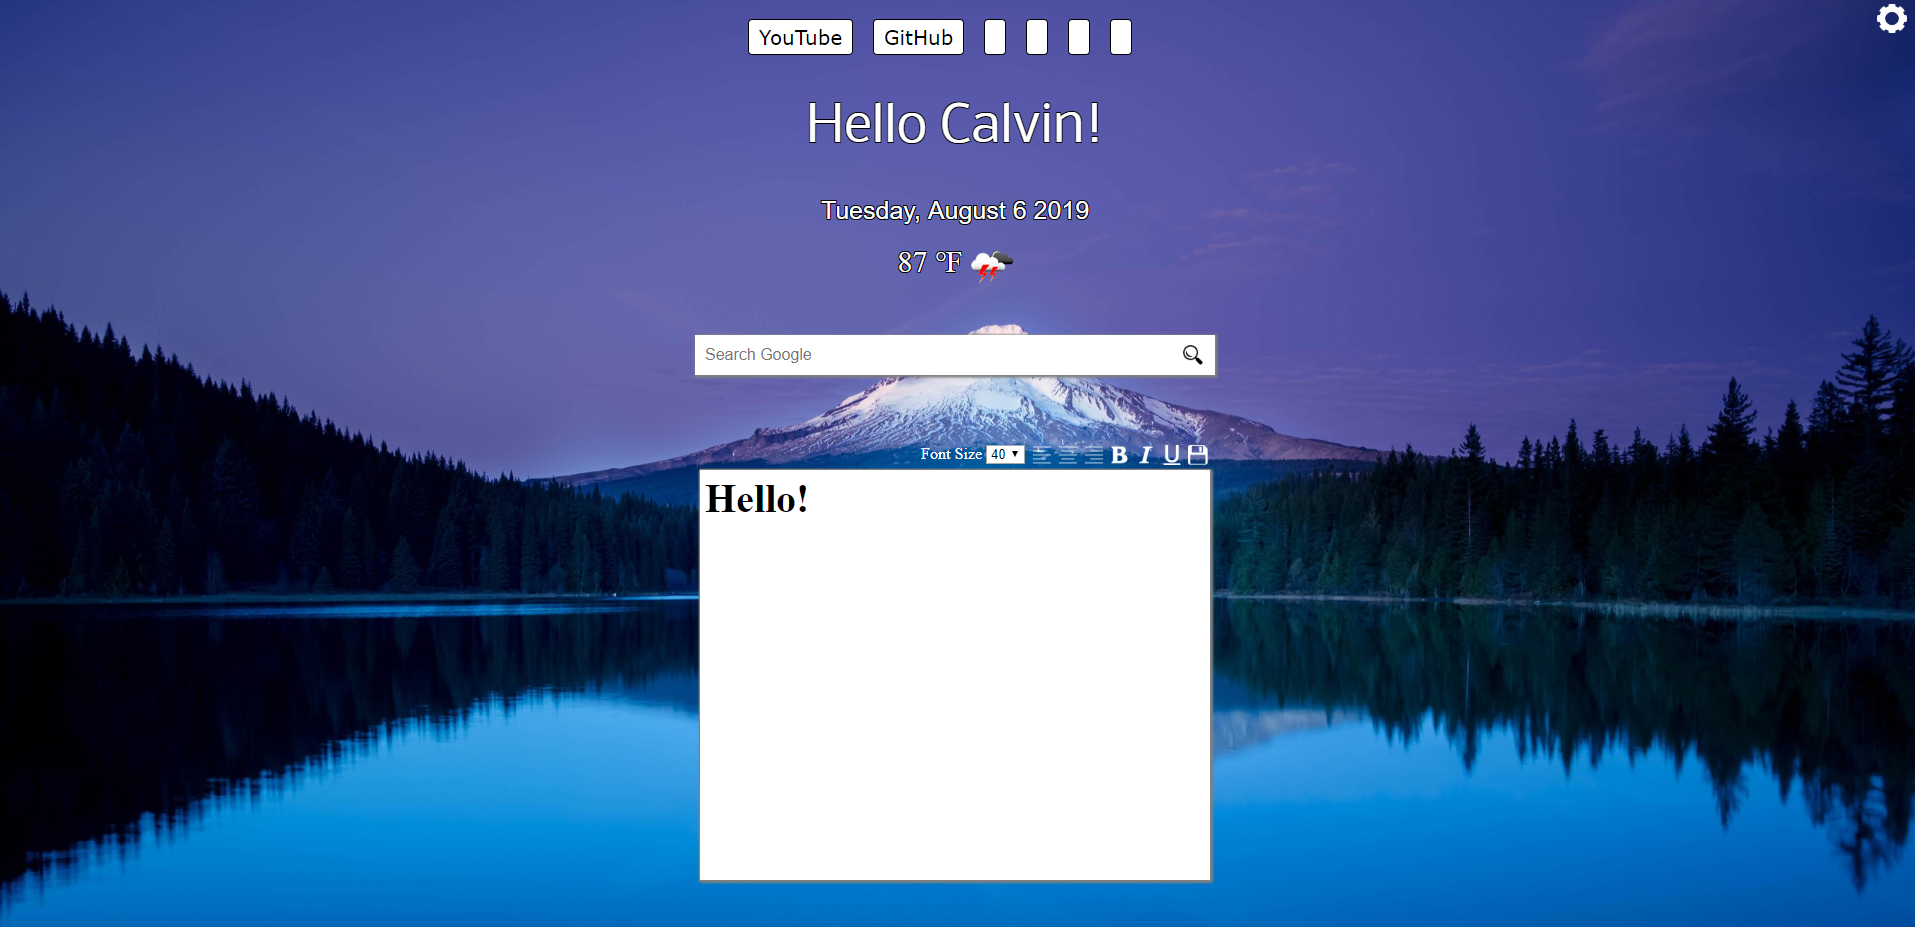 YouTube GitHub
Hello Calvin!
Tuesday, August 6 2019
87 °F
Search Google
Font Size 40 B I U
Hello!